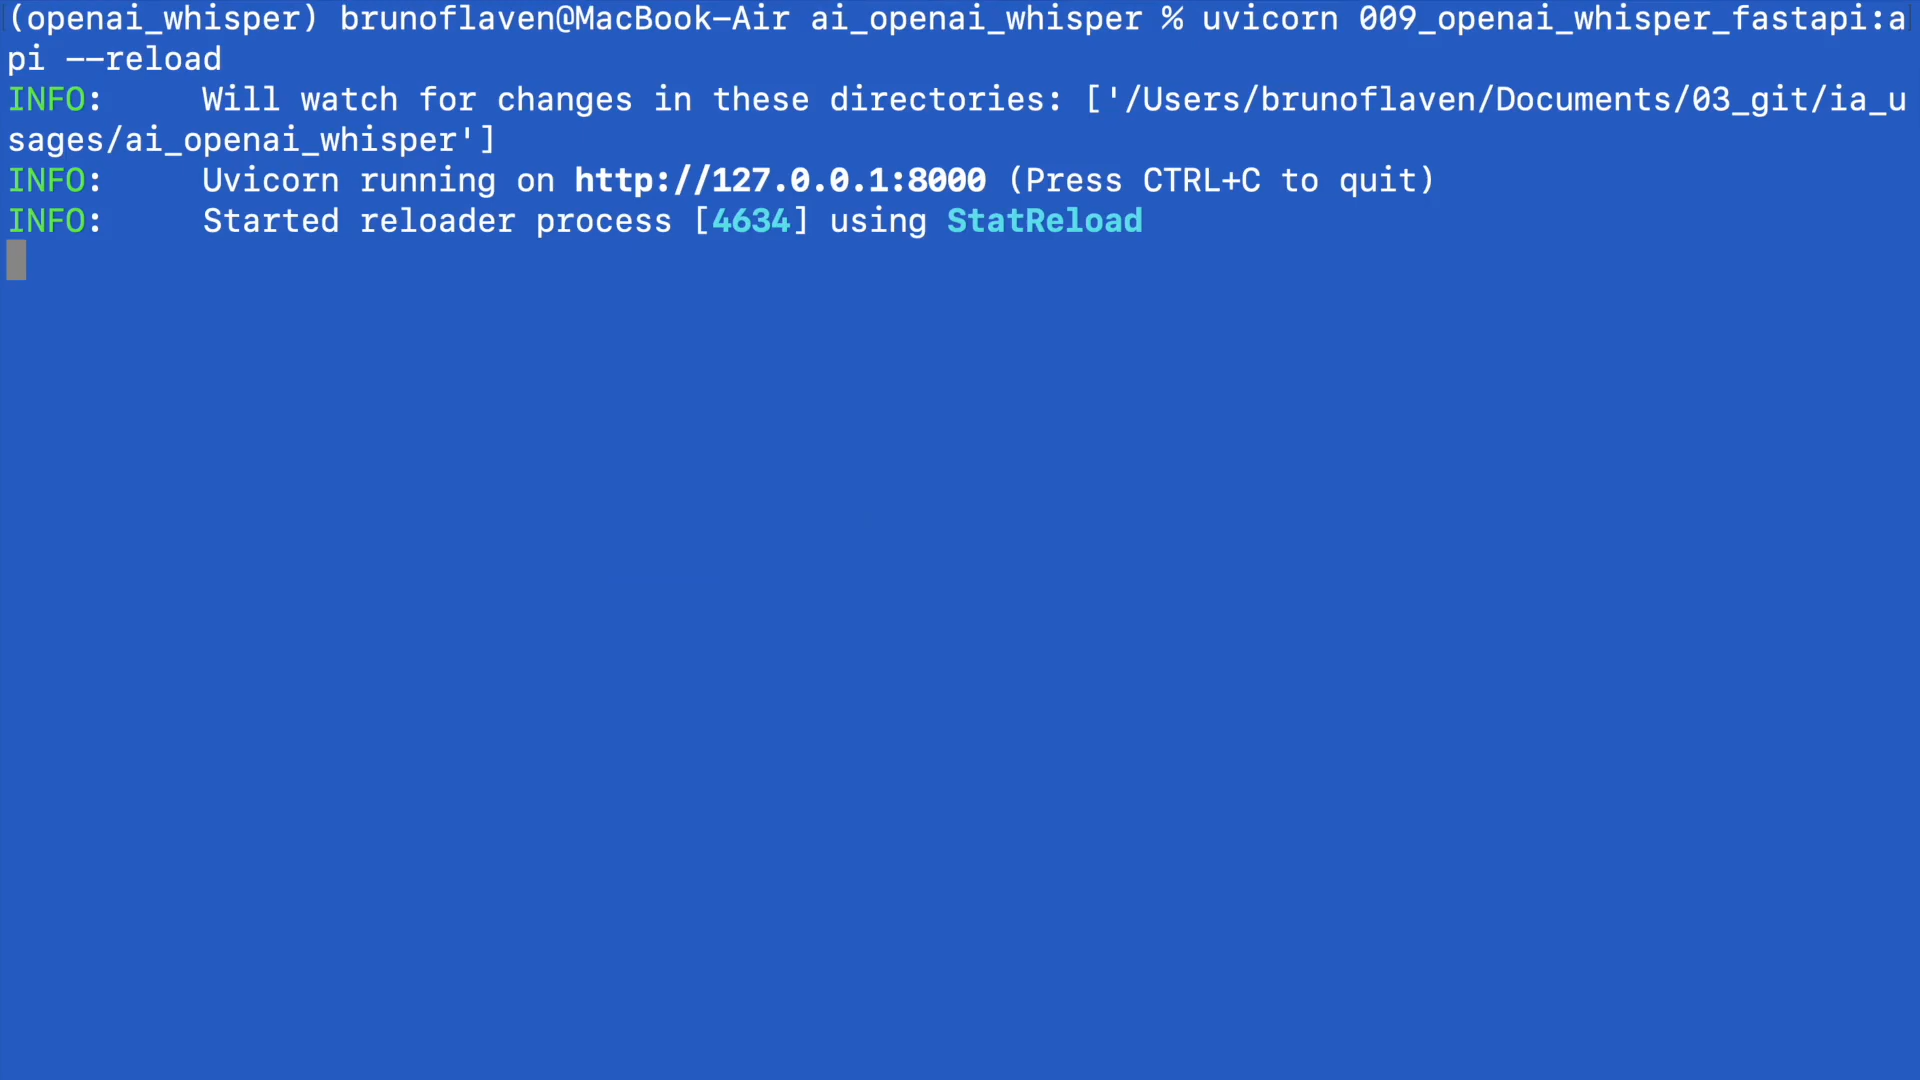 (openai_whisper) brunoflaven@MacBook-Air ai_openai_whisper % uvicorn 009_openai_whisper_fastapi:a
pi --reload
INFO:     Will watch for changes in these directories: ['/Users/brunoflaven/Documents/03_git/ia_u
sages/ai_openai_whisper']
INFO:     Uvicorn running on http://127.0.0.1:8000 (Press CTRL+C to quit)
INFO:     Started reloader process [4634] using StatReload